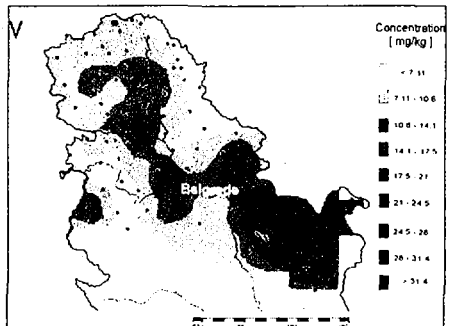 V
Concentration
[ mg/kg ]
< 7.11
7.11 - 10.6
10.6 - 14.1
14.1 - 17.5
17.5 - 21
21 - 24.5
24.5 - 28
28 - 31.4
> 31.4
Belgrade